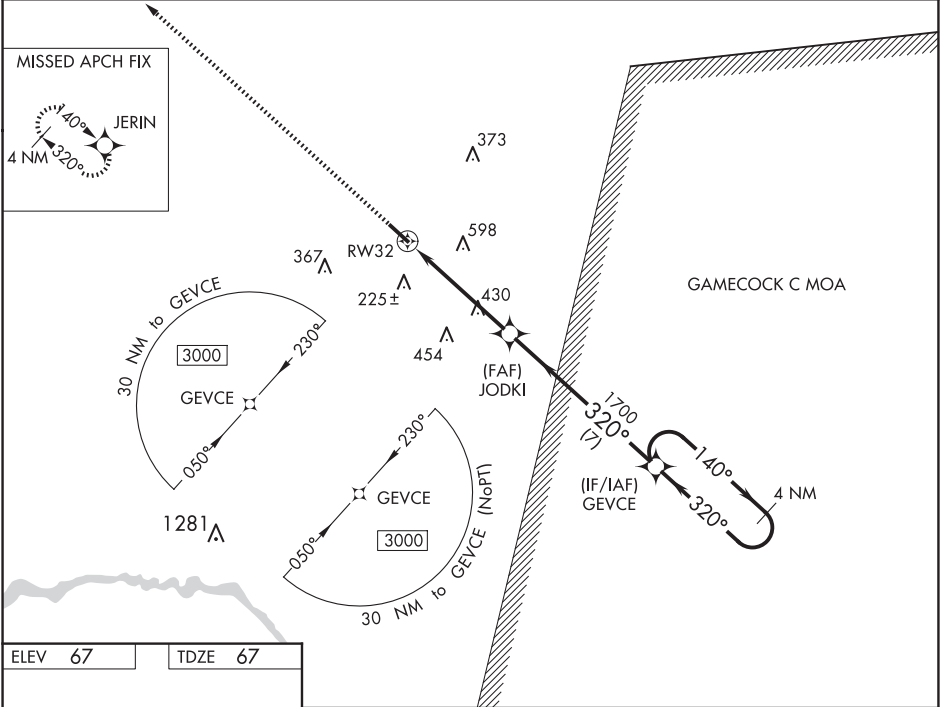 MISSED APCH FIX
140°
JERIN
4 NM
320°
373
598
RW32
367
225±
430
454
GAMECOCK C MOA
30 NM to GEVCE
3000
230°
GEVCE
050°
(FAF)
JODKI
1700
320°
(7)
(IF/IAF)
GEVCE
140°
320°
4 NM
230°
GEVCE
3000
050°
30 NM to GEVCE (NoPT)
1281
ELEV 67
TDZE 67